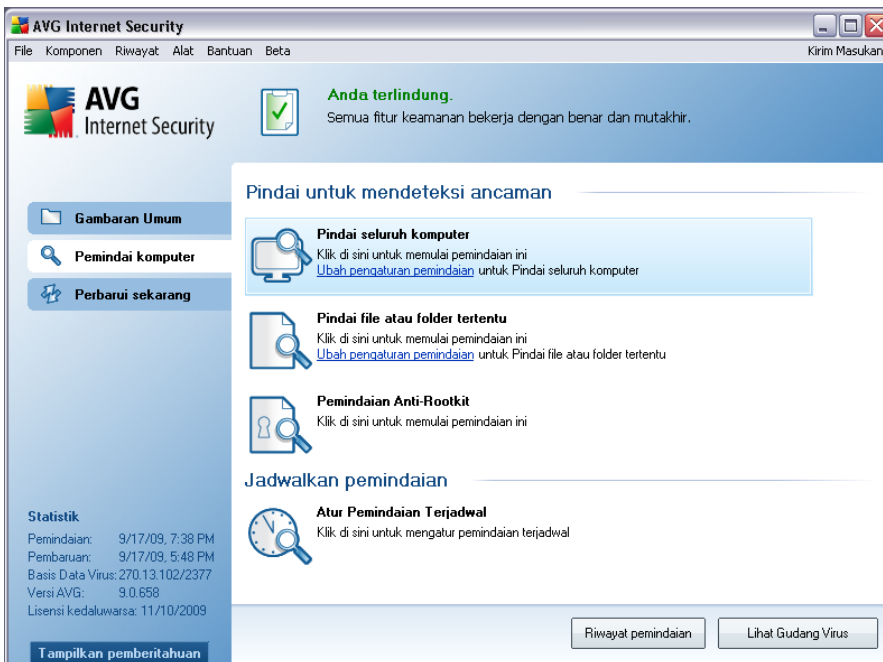 AVG Internet Security
File Komponen Riwayat Alat Bantuan Beta Kirim Masukan
AVG
Internet Security
Anda terlindung.
Semua fitur keamanan bekerja dengan benar dan mutakhir.
Gambaran Umum
Pemindai komputer
Perbarui sekarang
Pindai untuk mendeteksi ancaman
Pindai seluruh komputer
Klik di sini untuk memulai pemindaian ini
Ubah pengaturan pemindaian untuk Pindai seluruh komputer
Pindai file atau folder tertentu
Klik di sini untuk memulai pemindaian ini
Ubah pengaturan pemindaian untuk Pindai file atau folder tertentu
Pemindaian Anti-Rootkit
Klik di sini untuk memulai pemindaian ini
Jadwalkan pemindaian
Atur Pemindaian Terjadwal
Klik di sini untuk mengatur pemindaian terjadwal
Statistik
Pemindaian: 9/17/09, 7:38 PM
Pembaruan: 9/17/09, 5:48 PM
Basis Data Virus: 270.13.102/2377
Versi AVG: 9.0.658
Lisensi kedaluwarsa: 11/10/2009
Tampilkan pemberitahuan
Riwayat pemindaian
Lihat Gudang Virus